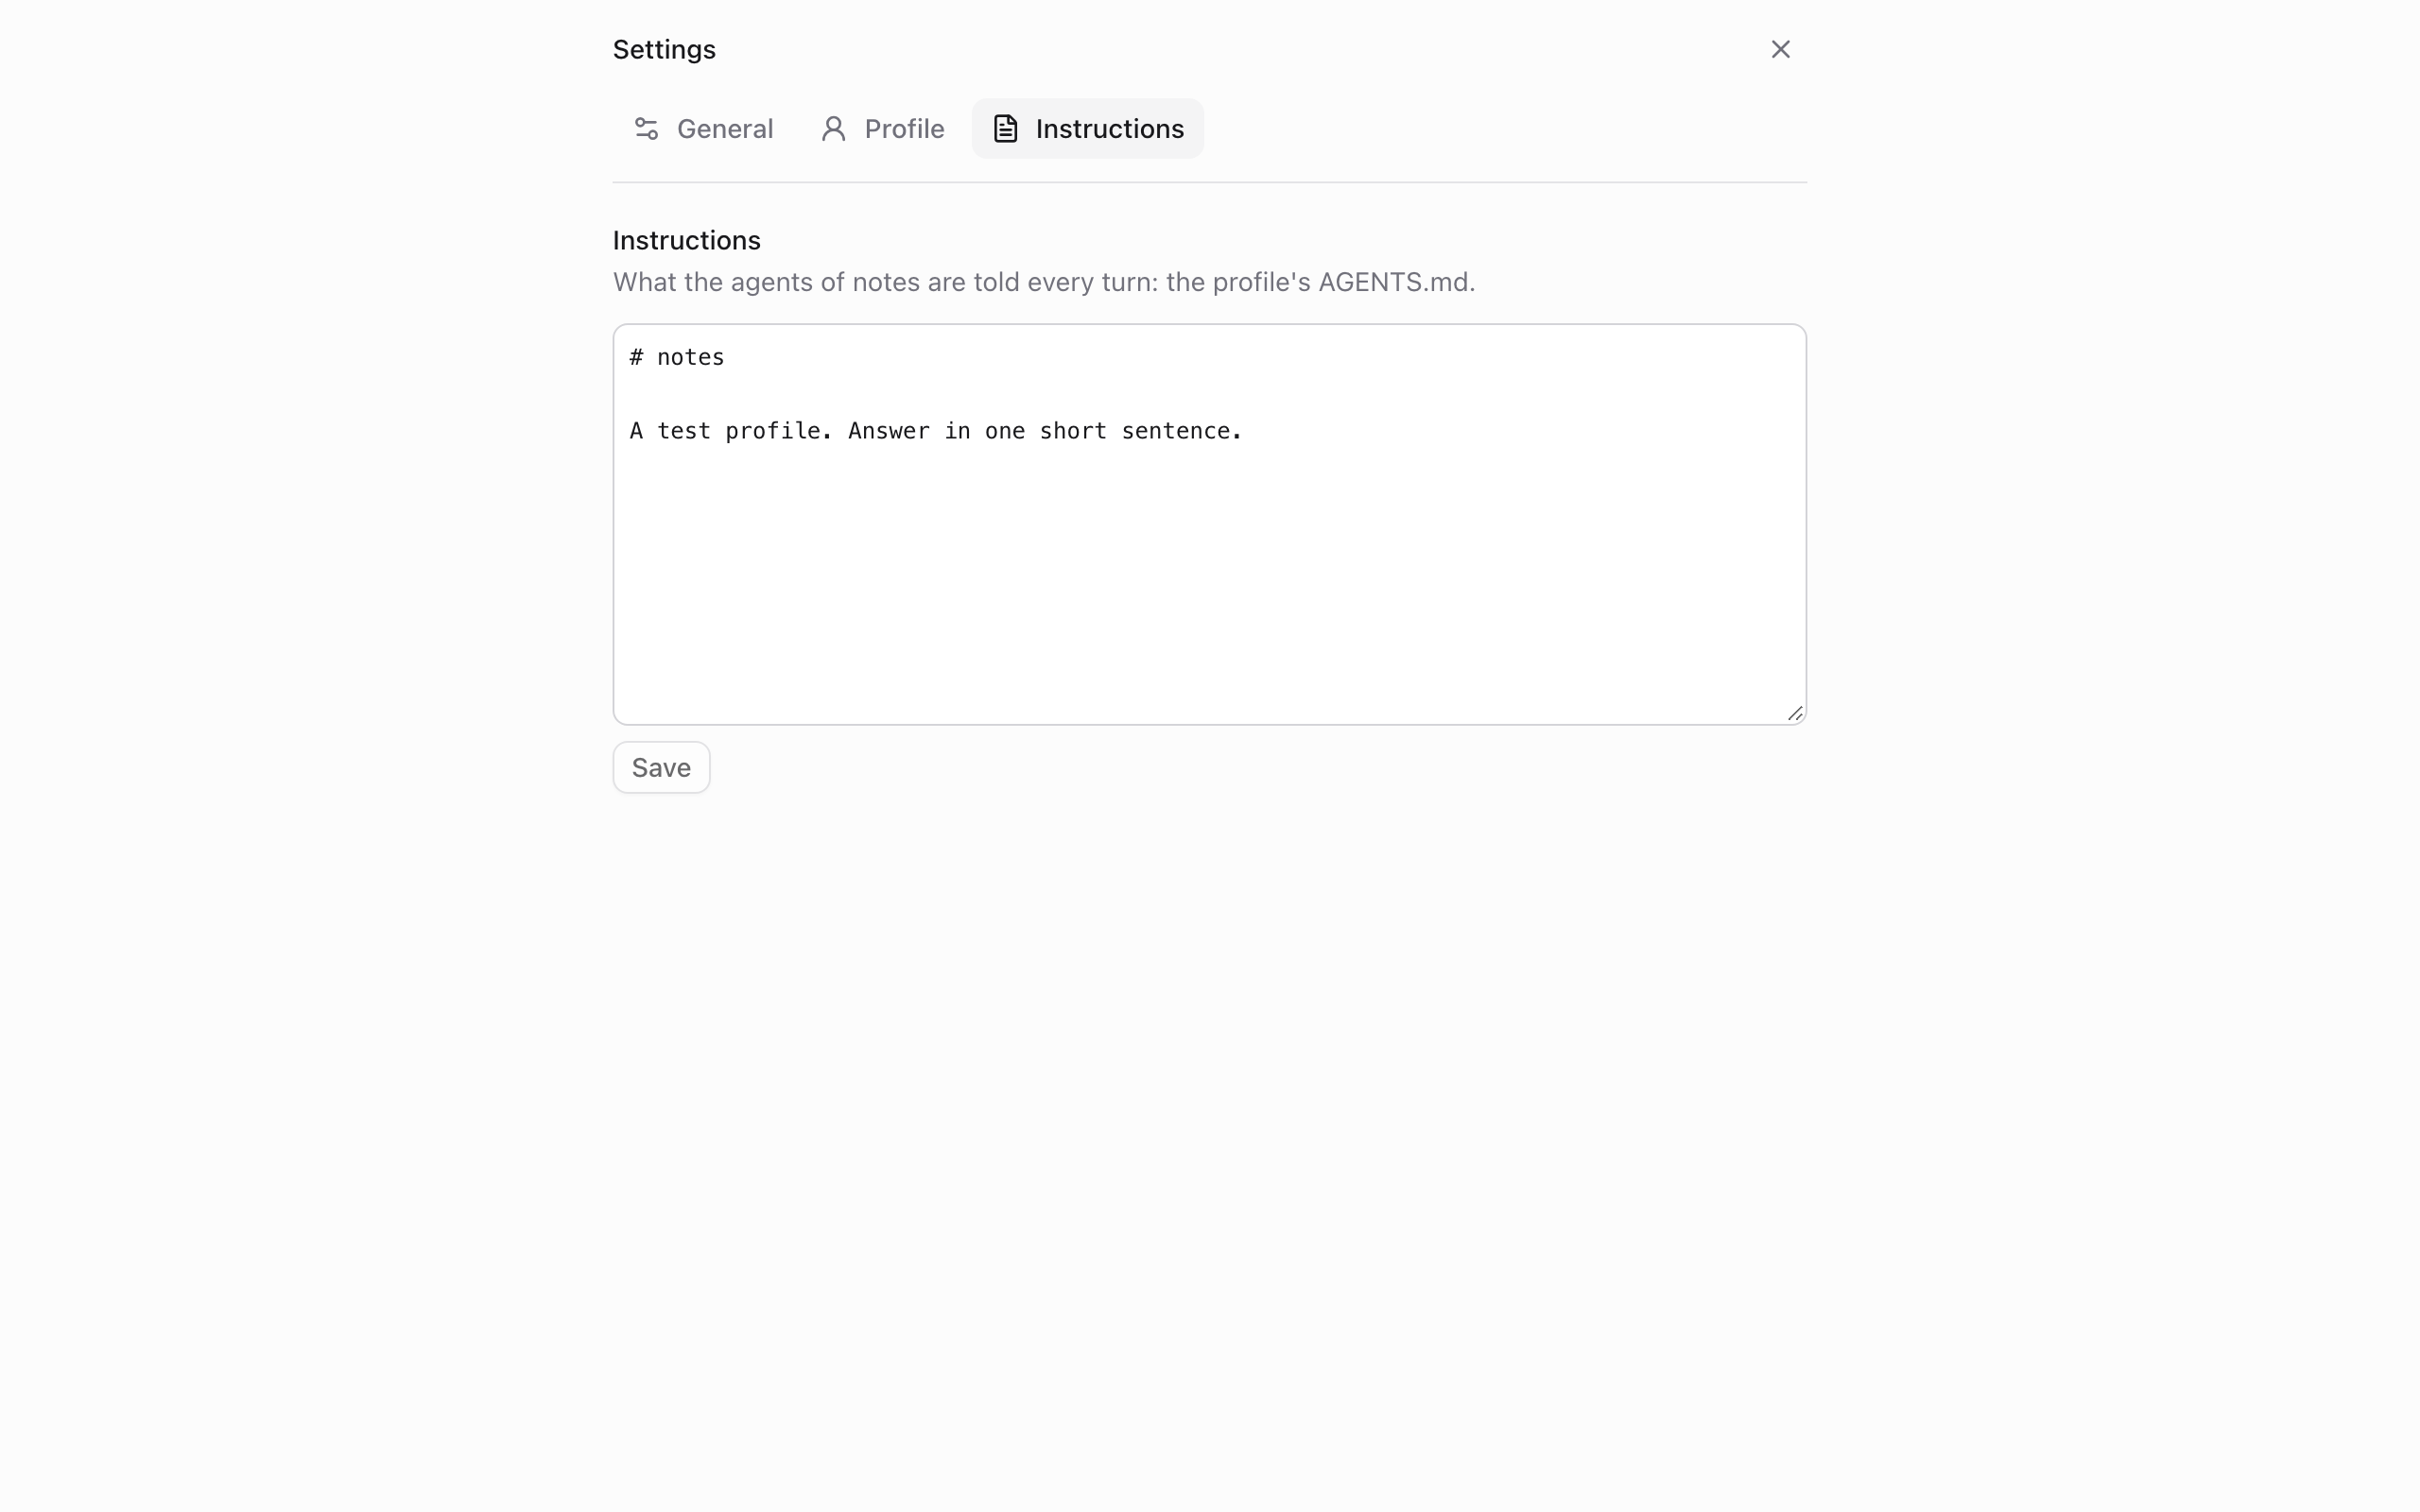 Settings
General
Profile
Instructions
Instructions
What the agents of notes are told every turn: the profile's AGENTS.md.
# notes
A test profile. Answer in one short sentence.
Save